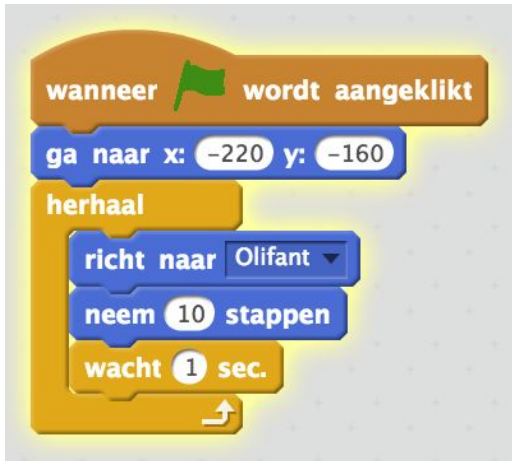 wanneer wordt aangeklikt
ga naar x: -220 y: -160
herhaal
richt naar Olifant
neem 10 stappen
wacht 1 sec.